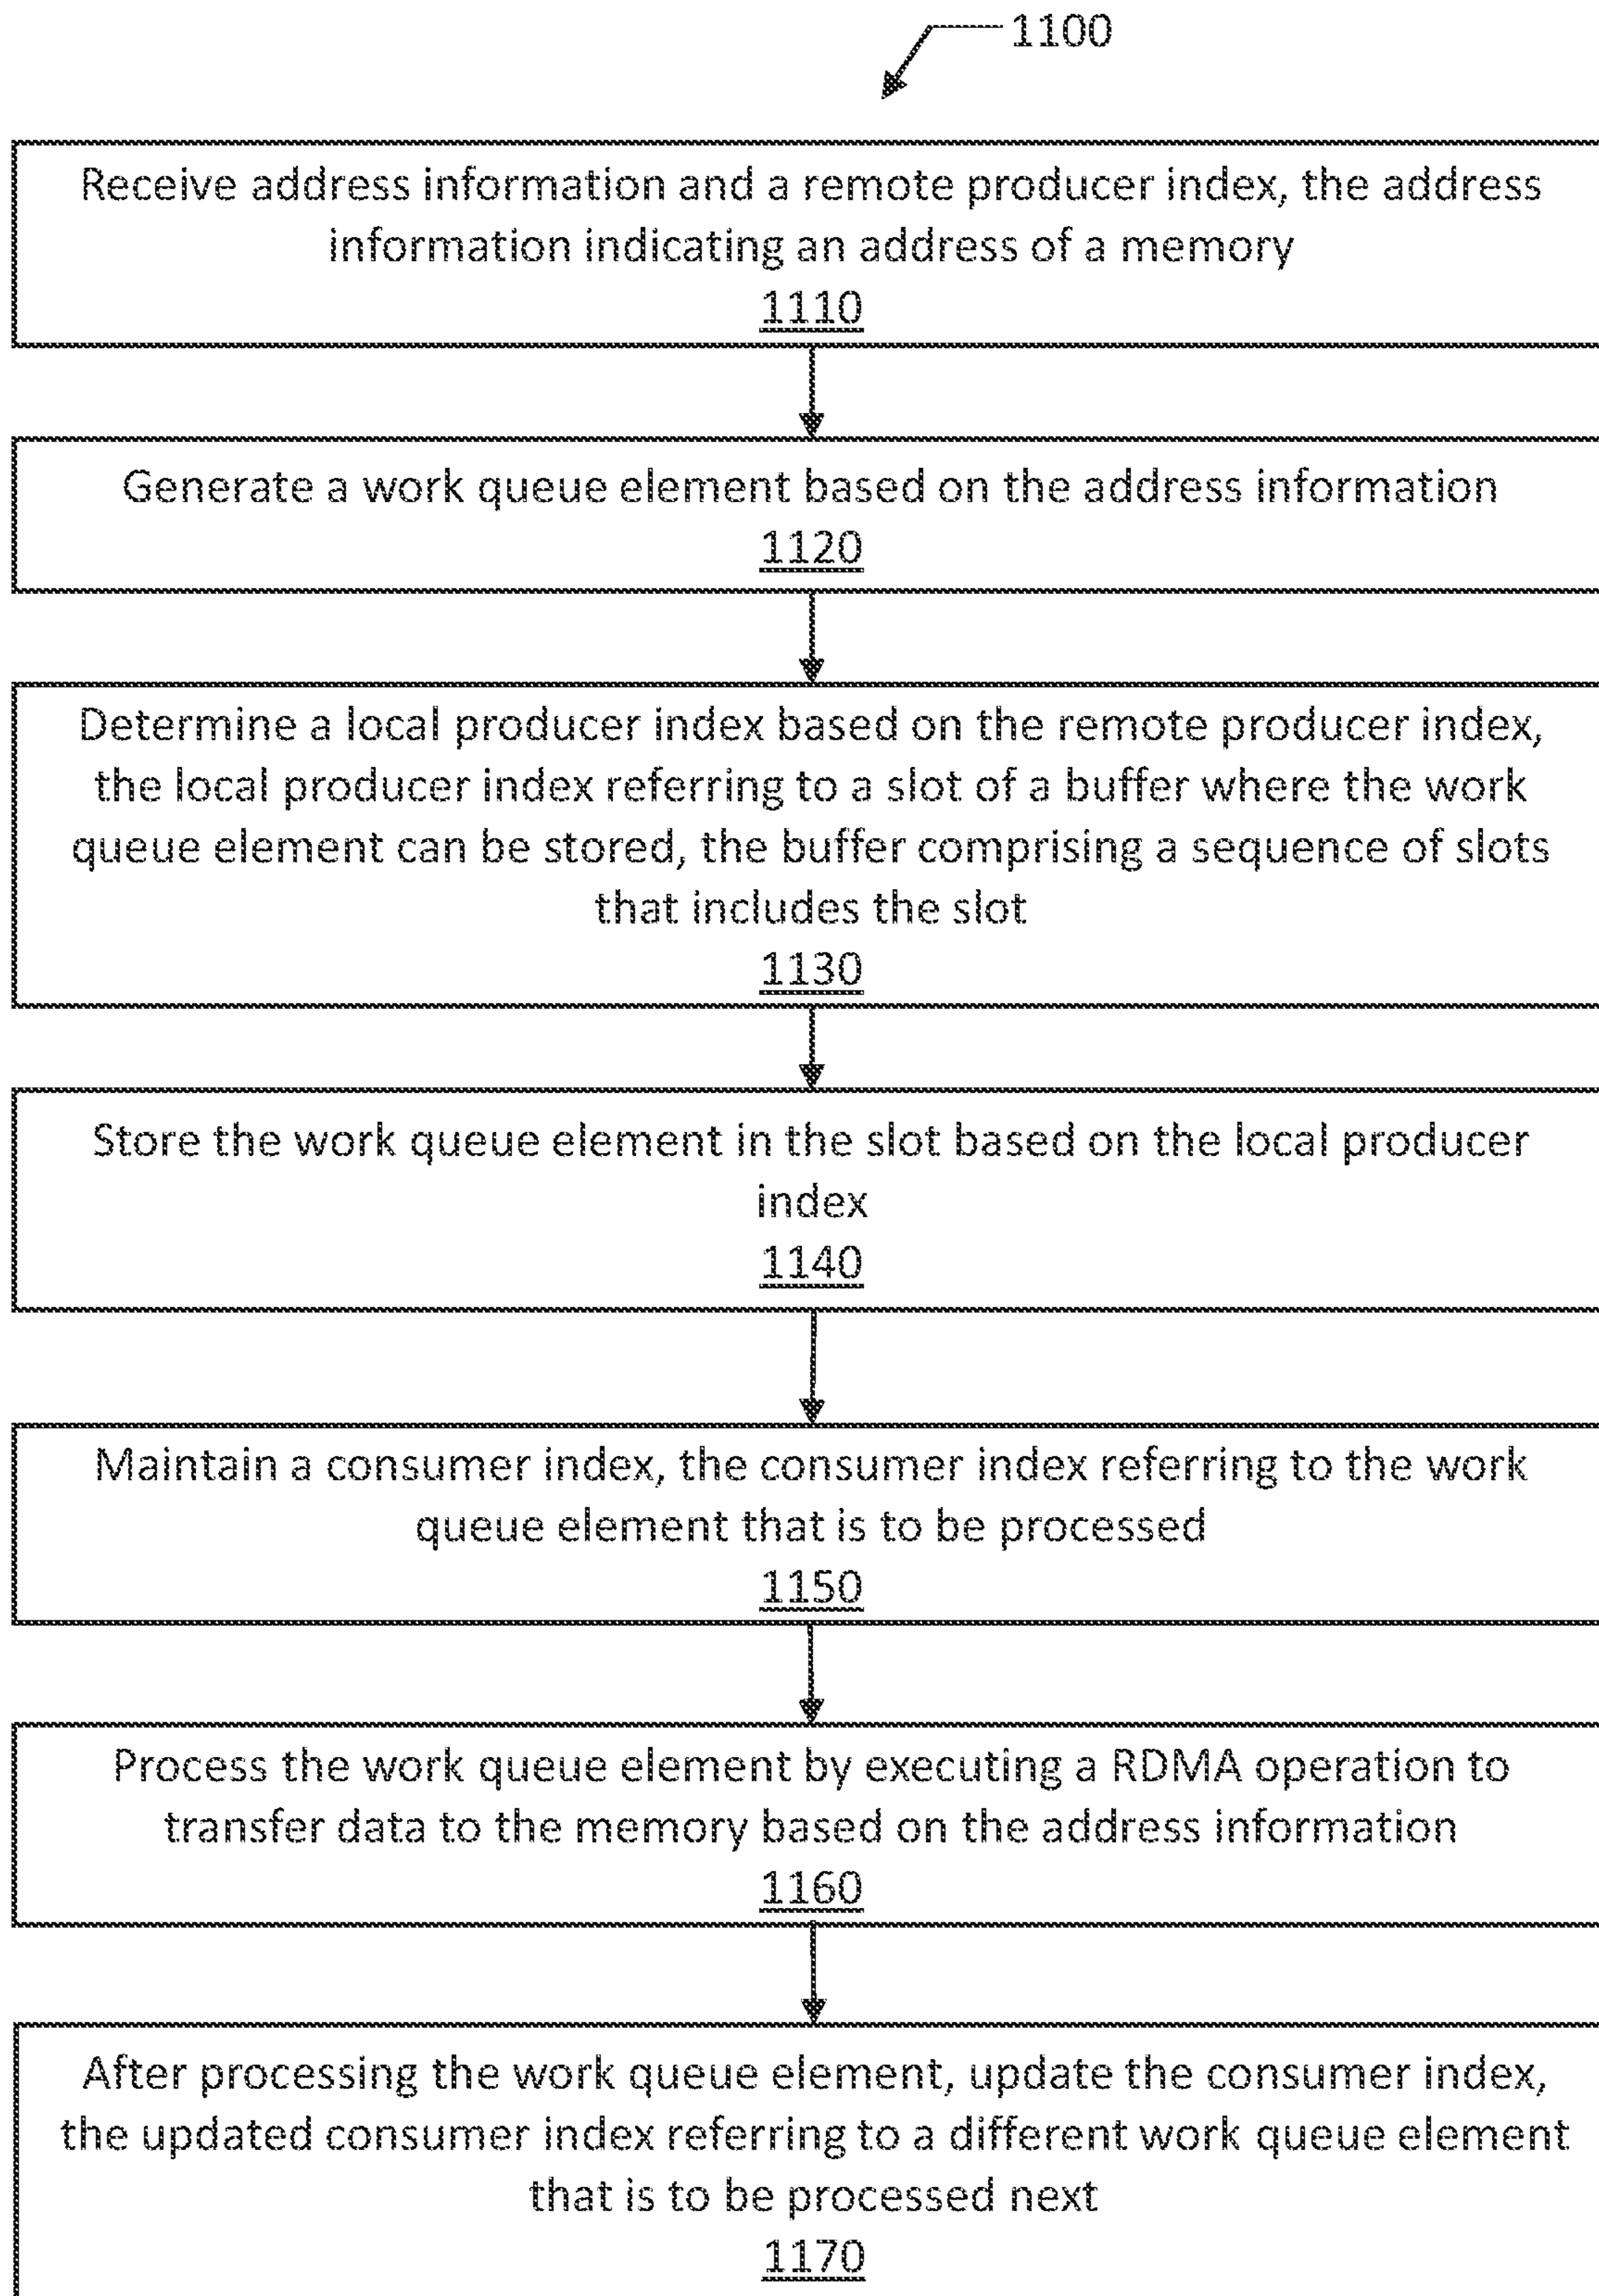 1100
Receive address information and a remote producer index, the address
information indicating an address of a memory
1110
Generate a work queue element based on the address information
1120
Determine a local producer index based on the remote producer index,
the local producer index referring to a slot of a buffer where the work
queue element can be stored, the buffer comprising a sequence of slots
that includes the slot
1130
Store the work queue element in the slot based on the local producer
index
1140
Maintain a consumer index, the consumer index referring to the work
queue element that is to be processed
1150
Process the work queue element by executing a RDMA operation to
transfer data to the memory based on the address information
1160
After processing the work queue element, update the consumer index,
the updated consumer index referring to a different work queue element
that is to be processed next
1170